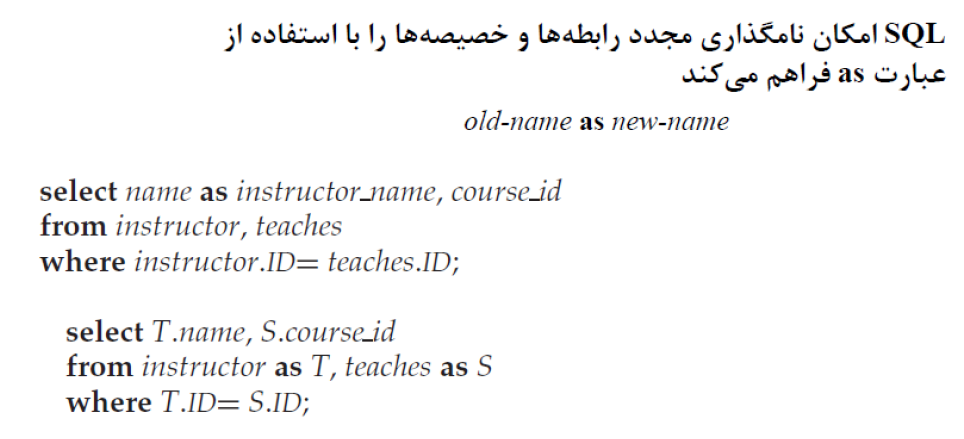 SQL امکان نامگذاری مجدد رابطه‌ها و خصیصه‌ها را با استفاده از
عبارت as فراهم می‌کند
old-name as new-name
select name as instructor_name, course_id
from instructor, teaches
where instructor.ID= teaches.ID;
select T.name, S.course_id
from instructor as T, teaches as S
where T.ID= S.ID;